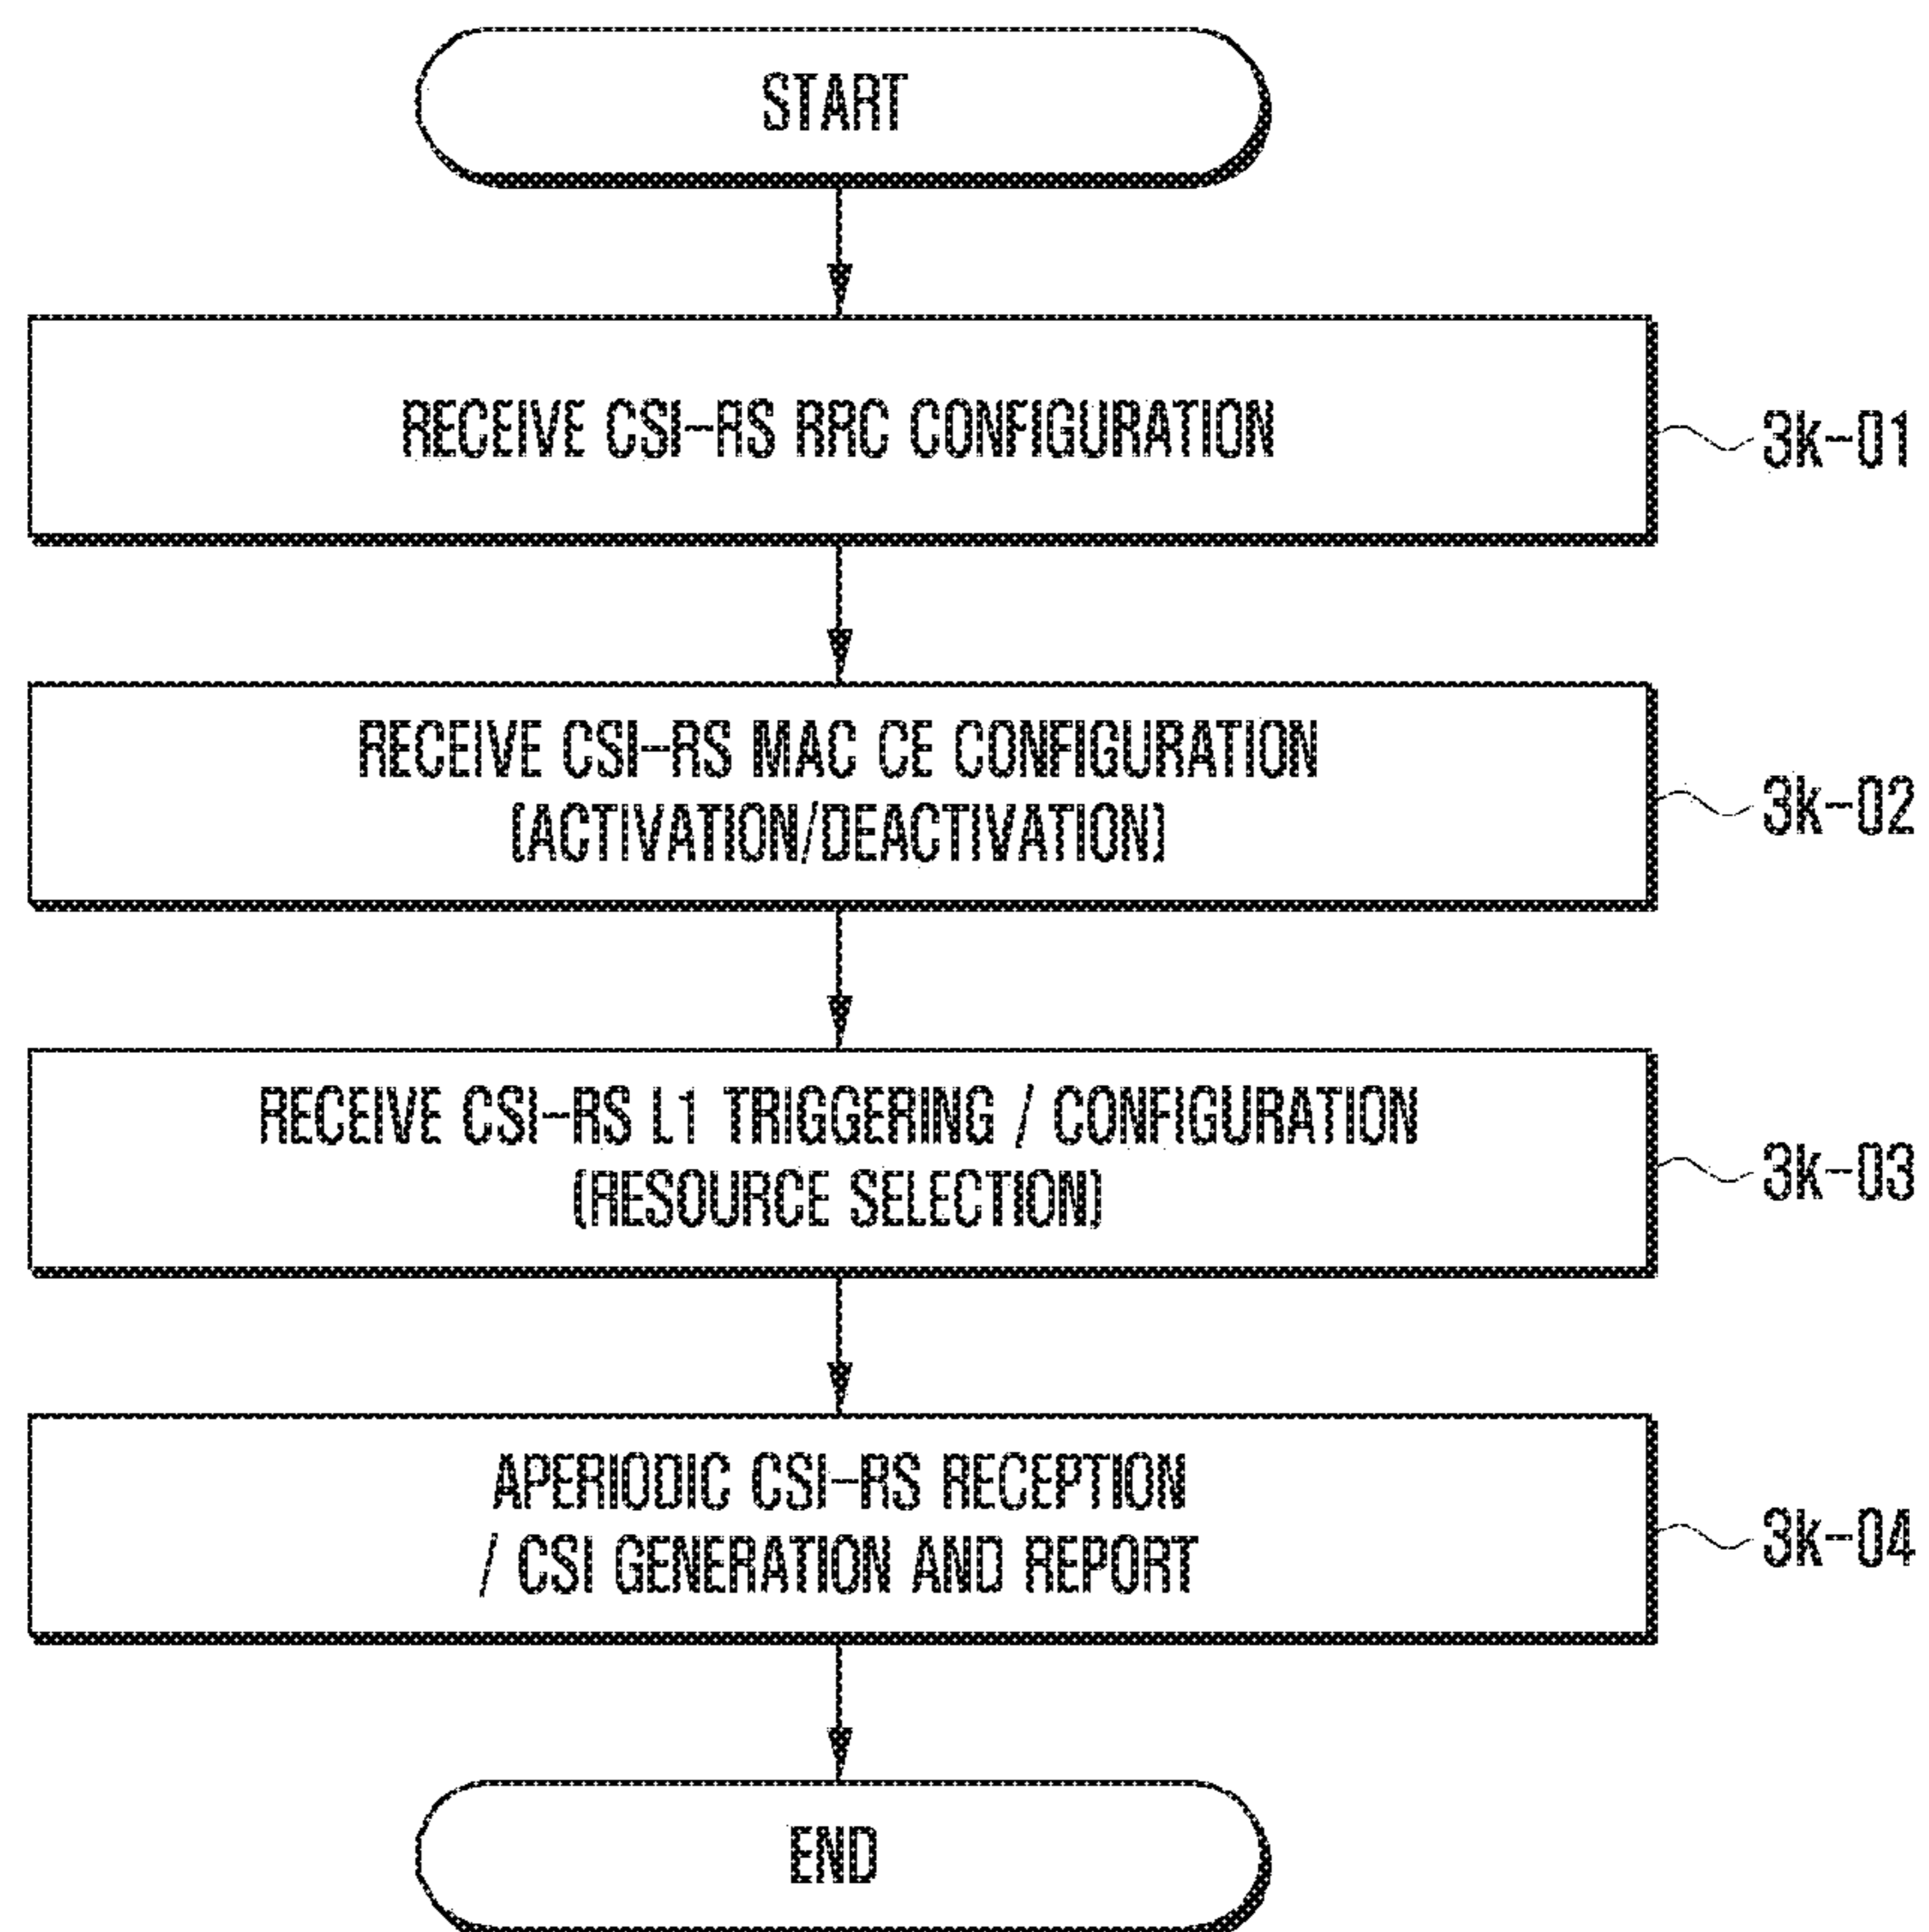 START
RECEIVE CSI-RS RRC CONFIGURATION
3k-01
RECEIVE CSI-RS MAC CE CONFIGURATION
(ACTIVATION/DEACTIVATION)
3k-02
RECEIVE CSI-RS L1 TRIGGERING / CONFIGURATION
(RESOURCE SELECTION)
3k-03
APERIODIC CSI-RS RECEPTION
/ CSI GENERATION AND REPORT
3k-04
END